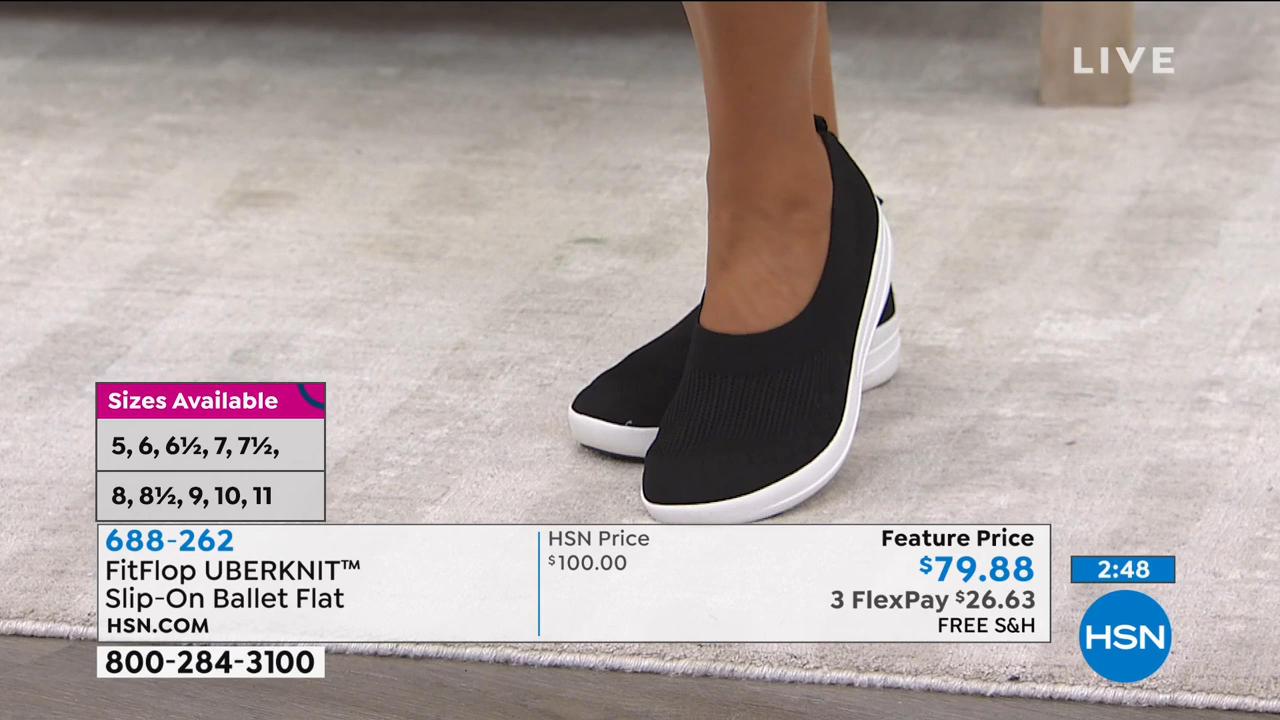 LIVE
Sizes Available
5, 6, 6½, 7, 7½,
8, 8½, 9, 10, 11
688-262
FitFlop UBERKNIT™
Slip-On Ballet Flat
HSN.COM
HSN Price
$100.00
Feature Price
$79.88
3 FlexPay $26.63
FREE S&H
2:48
HSN
800-284-3100